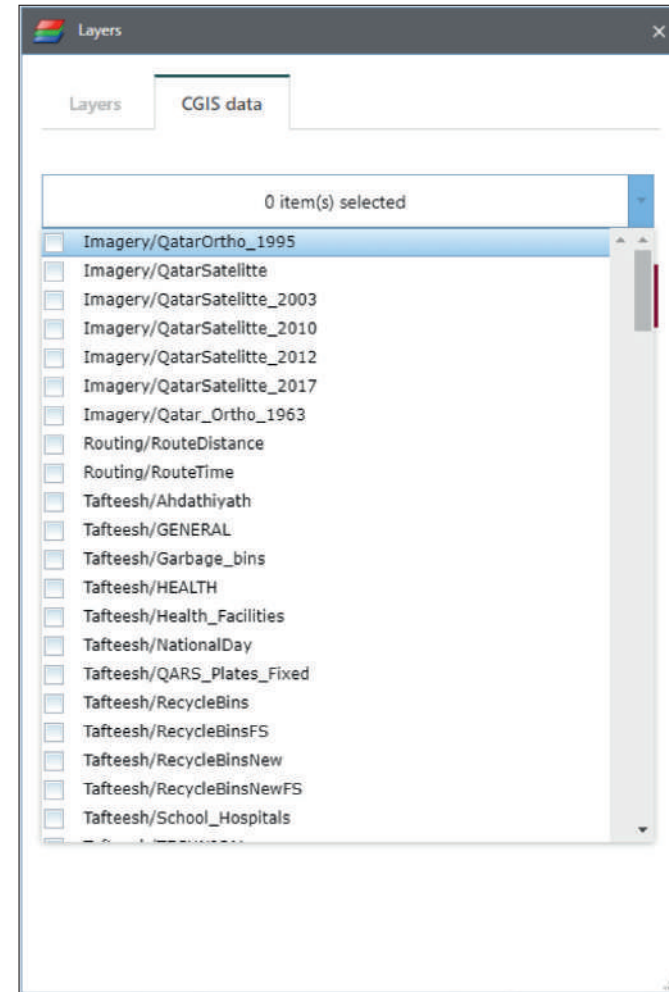 Layers
Layers
CGIS data
0 item(s) selected
Imagery/QatarOrtho_1995
Imagery/QatarSatelitte
Imagery/QatarSatelitte_2003
Imagery/QatarSatelitte_2010
Imagery/QatarSatelitte_2012
Imagery/QatarSatelitte_2017
Imagery/Qatar_Ortho_1963
Routing/RouteDistance
Routing/RouteTime
Tafteesh/Ahdathiyath
Tafteesh/GENERAL
Tafteesh/Garbage_bins
Tafteesh/HEALTH
Tafteesh/Health_Facilities
Tafteesh/NationalDay
Tafteesh/QARS_Plates_Fixed
Tafteesh/RecycleBins
Tafteesh/RecycleBinsFS
Tafteesh/RecycleBinsNew
Tafteesh/RecycleBinsNewFS
Tafteesh/School_Hospitals